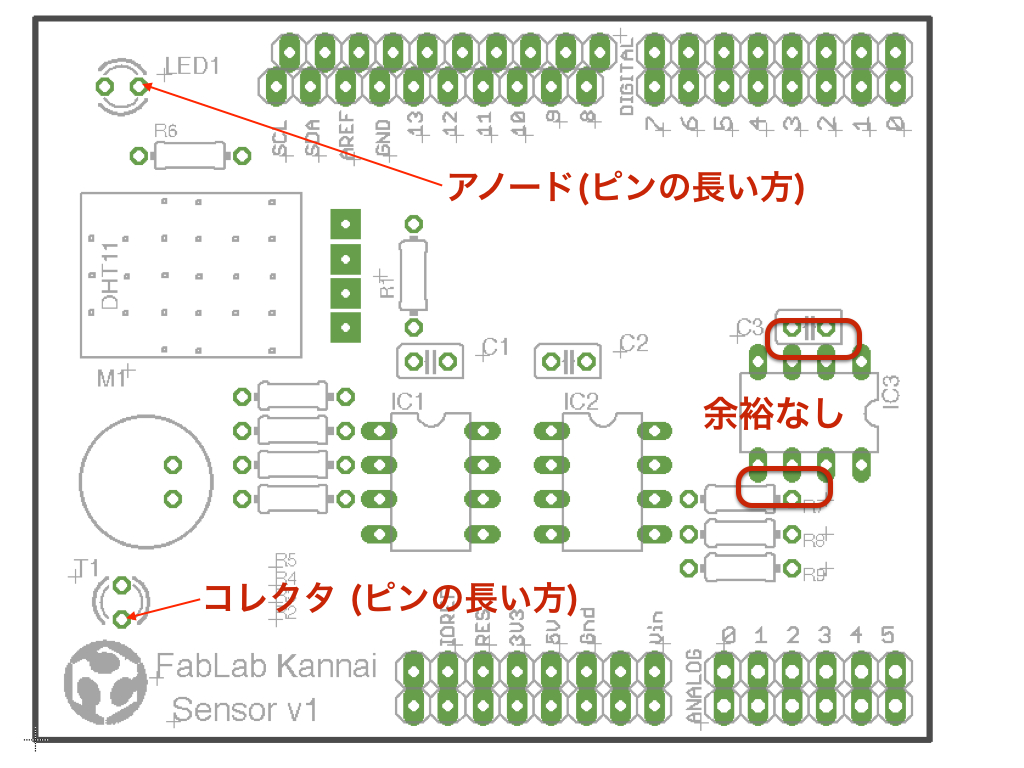 LED1
R6
SCL
SDA
AREF
GND
13
12
11
10
9
8
DIGITAL
7
6
5
4
3
2
1
0
アノード(ピンの長い方)
DHT11
R1
M1
C1
C2
C3
IC1
IC2
IC3
余裕なし
R7
R8
R9
T1
R5
コレクタ (ピンの長い方)
IOREF
RES
3V3
5V
Gnd
Vin
0
1
2
3
4
5
ANALOG
FabLab Kannai
Sensor v1